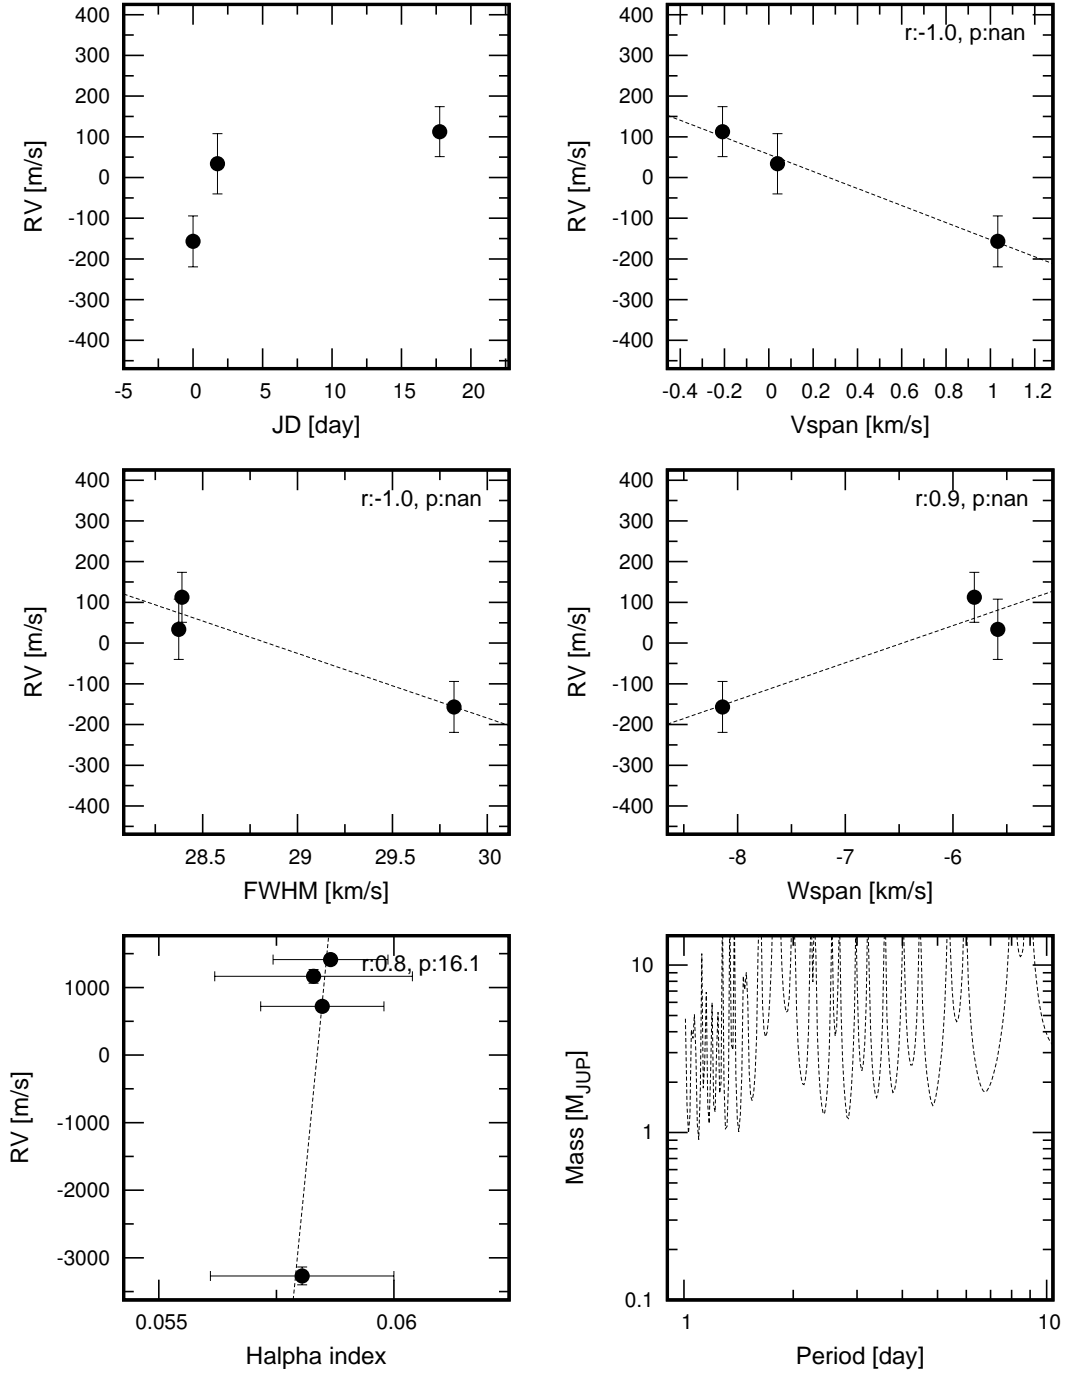 400
300
200
100
0
-100
-200
-300
-400
RV [m/s]
-5 0 5 10 15 20
JD [day]
r:-1.0, p:nan
400
300
200
100
0
-100
-200
-300
-400
RV [m/s]
-0.4 -0.2 0 0.2 0.4 0.6 0.8 1 1.2
Vspan [km/s]
r:-1.0, p:nan
400
300
200
100
0
-100
-200
-300
-400
RV [m/s]
28.5 29 29.5 30
FWHM [km/s]
r:0.9, p:nan
400
300
200
100
0
-100
-200
-300
-400
RV [m/s]
-8 -7 -6
Wspan [km/s]
r:0.8, p:16.1
1000
0
-1000
-2000
-3000
RV [m/s]
0.055 0.06
Halpha index
10
1
0.1
Mass [MJUP]
1 10
Period [day]